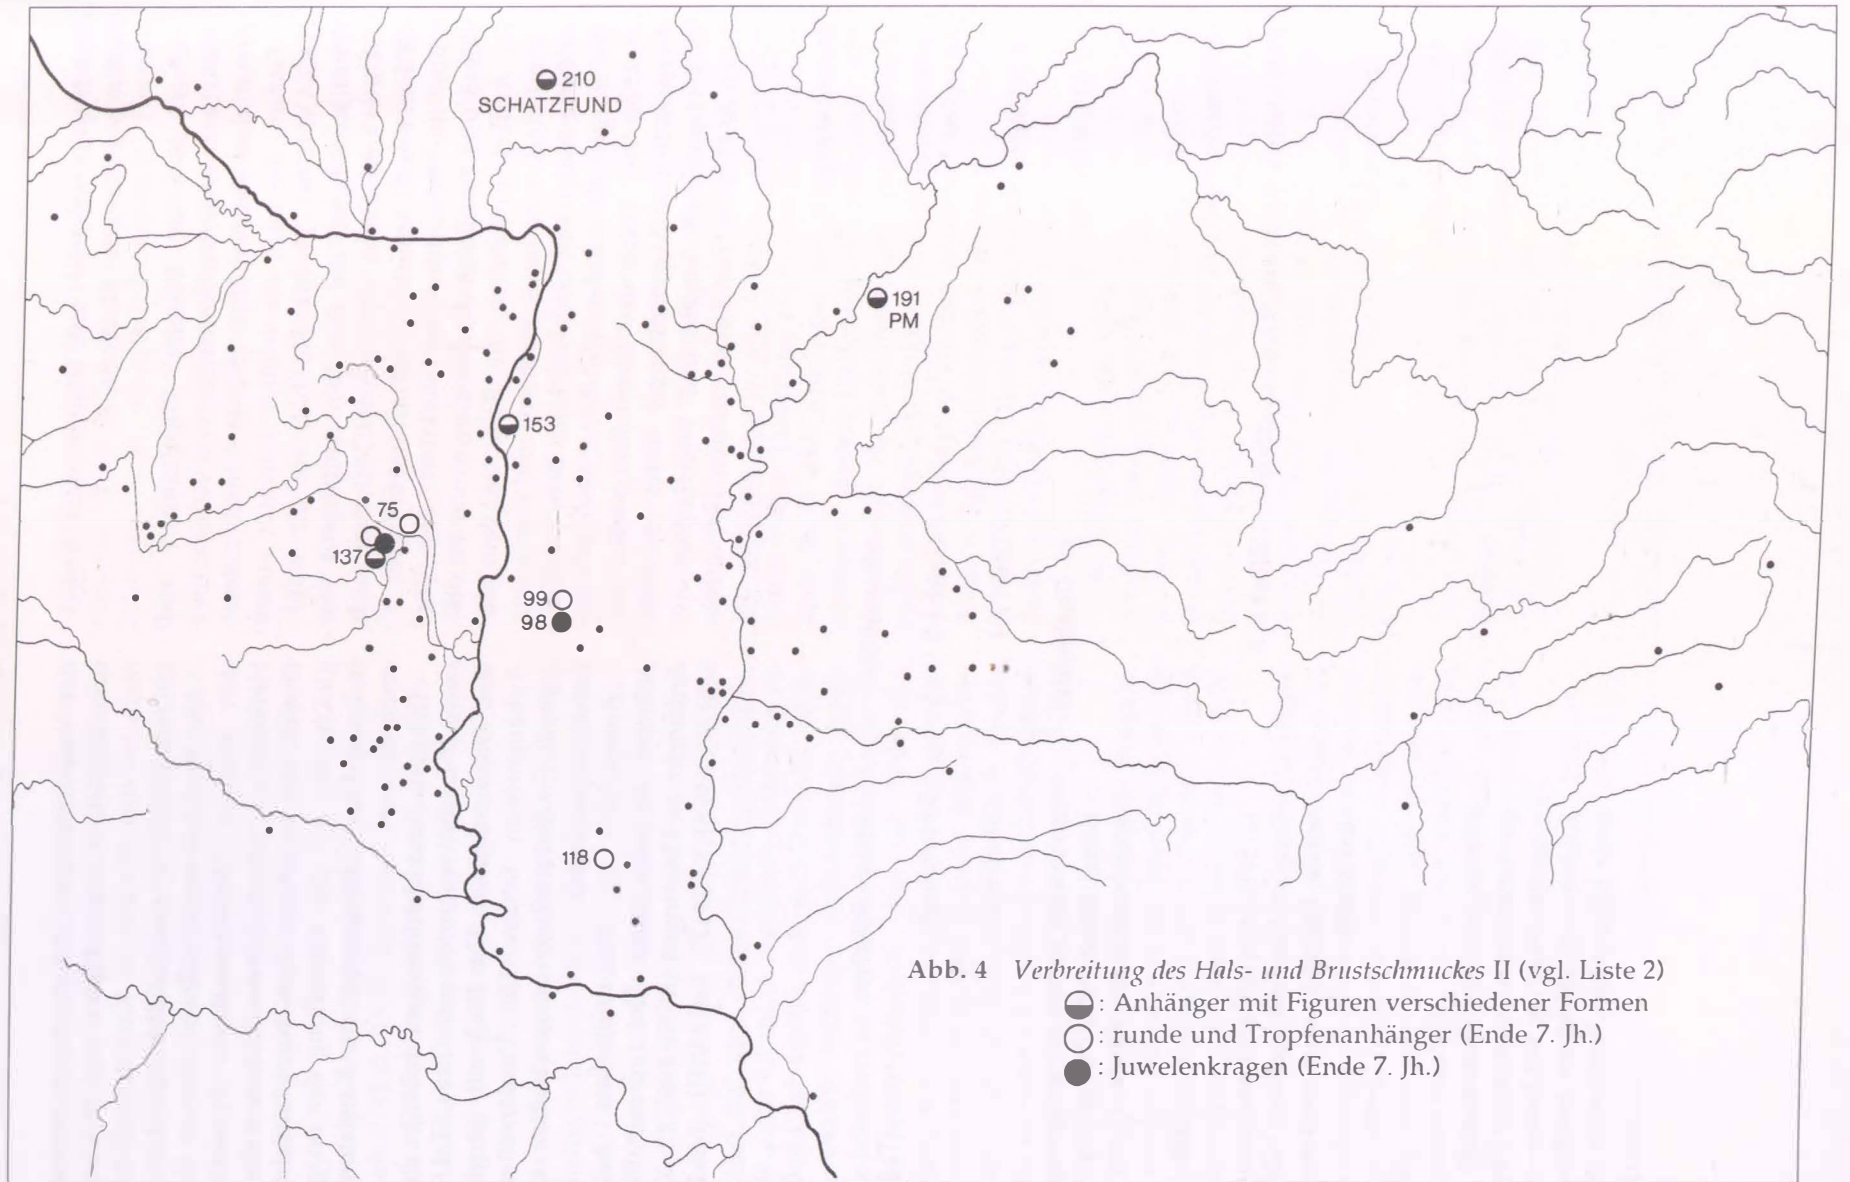 210
SCHATZFUND
191
PM
153
75
137
99
98
118
Abb. 4 Verbreitung des Hals- und Brustschmuckes II (vgl. Liste 2)
: Anhänger mit Figuren verschiedener Formen
: runde und Tropfenanhänger (Ende 7. Jh.)
: Juwelenkragen (Ende 7. Jh.)